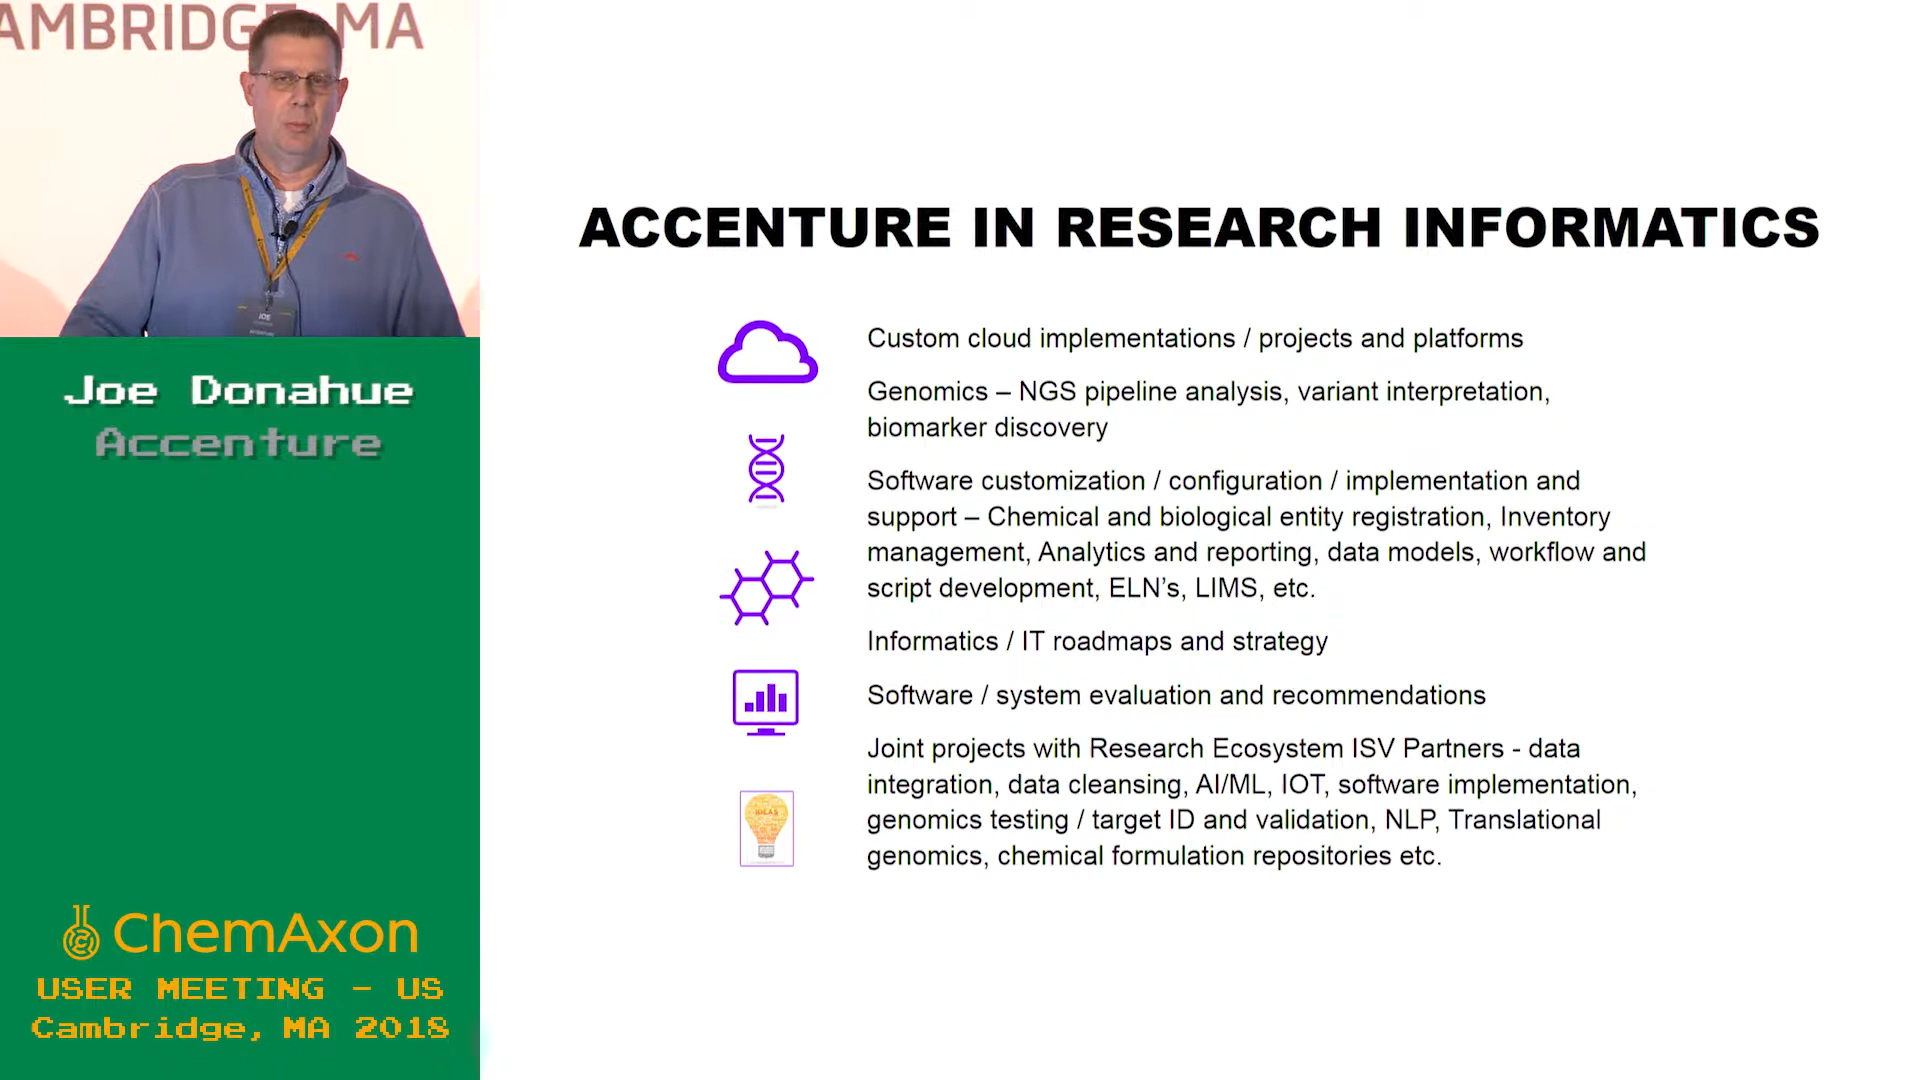 AMBRIDGE, MA
JOE
Joe Donahue
Accenture
ChemAxon
USER MEETING - US
Cambridge, MA 2018
ACCENTURE IN RESEARCH INFORMATICS
Custom cloud implementations / projects and platforms
Genomics – NGS pipeline analysis, variant interpretation,
biomarker discovery
Software customization / configuration / implementation and
support – Chemical and biological entity registration, Inventory
management, Analytics and reporting, data models, workflow and
script development, ELN’s, LIMS, etc.
Informatics / IT roadmaps and strategy
Software / system evaluation and recommendations
Joint projects with Research Ecosystem ISV Partners - data
integration, data cleansing, AI/ML, IOT, software implementation,
genomics testing / target ID and validation, NLP, Translational
genomics, chemical formulation repositories etc.
IDEAS